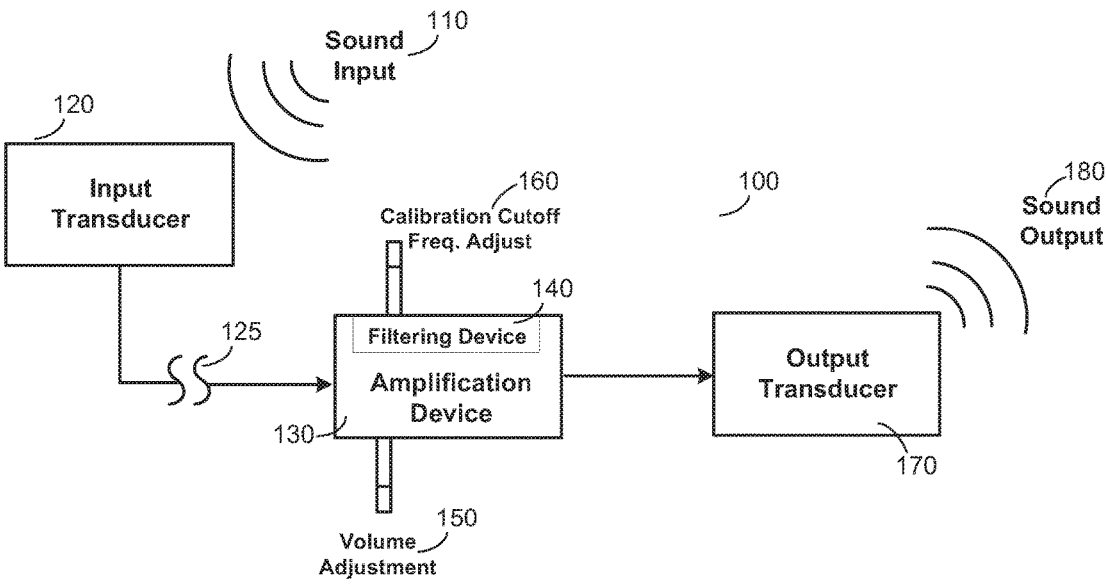 Sound
Input
110
120
Input
Transducer
160
Calibration Cutoff
Freq. Adjust
100
180
Sound
Output
140
Filtering Device
125
Amplification
Device
130
Output
Transducer
170
150
Volume
Adjustment